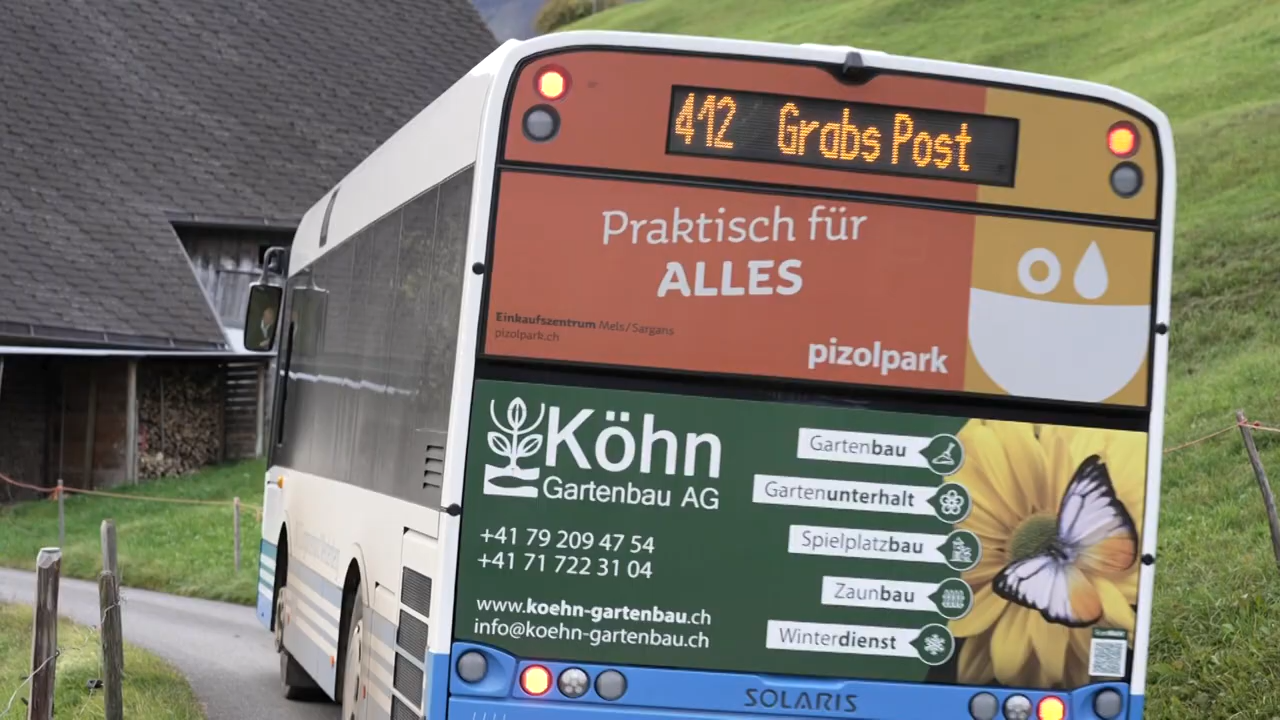 412 Grabs Post
Praktisch für
ALLES
Einkaufszentrum Mels/Sargans
pizolpark.ch
pizolpark
Köhn
Gartenbau AG
+41 79 209 47 54
+41 71 722 31 04
www.koehn-gartenbau.ch
info@koehn-gartenbau.ch
Gartenbau
Gartenunterhalt
Spielplatzbau
Zaunbau
Winterdienst
SOLARIS